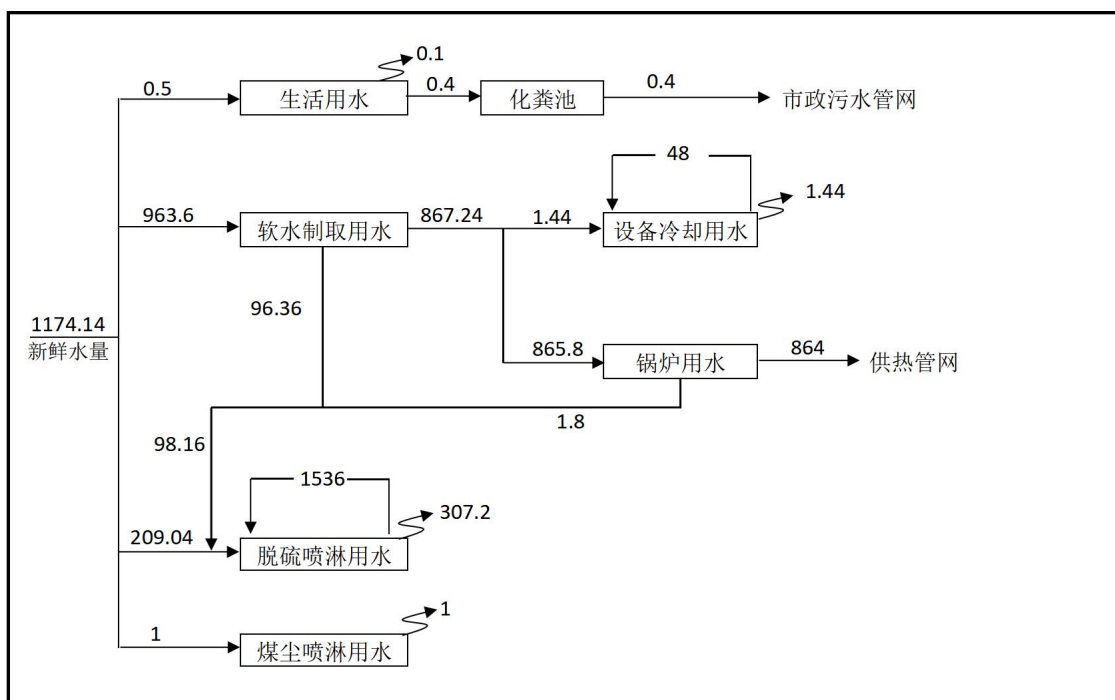 0.1
0.5
生活用水
0.4
化粪池
0.4
市政污水管网
48
963.6
软水制取用水
867.24
1.44
设备冷却用水
1.44
96.36
1174.14
新鲜水量
865.8
锅炉用水
864
供热管网
1.8
98.16
1536
307.2
209.04
脱硫喷淋用水
1
1
煤尘喷淋用水